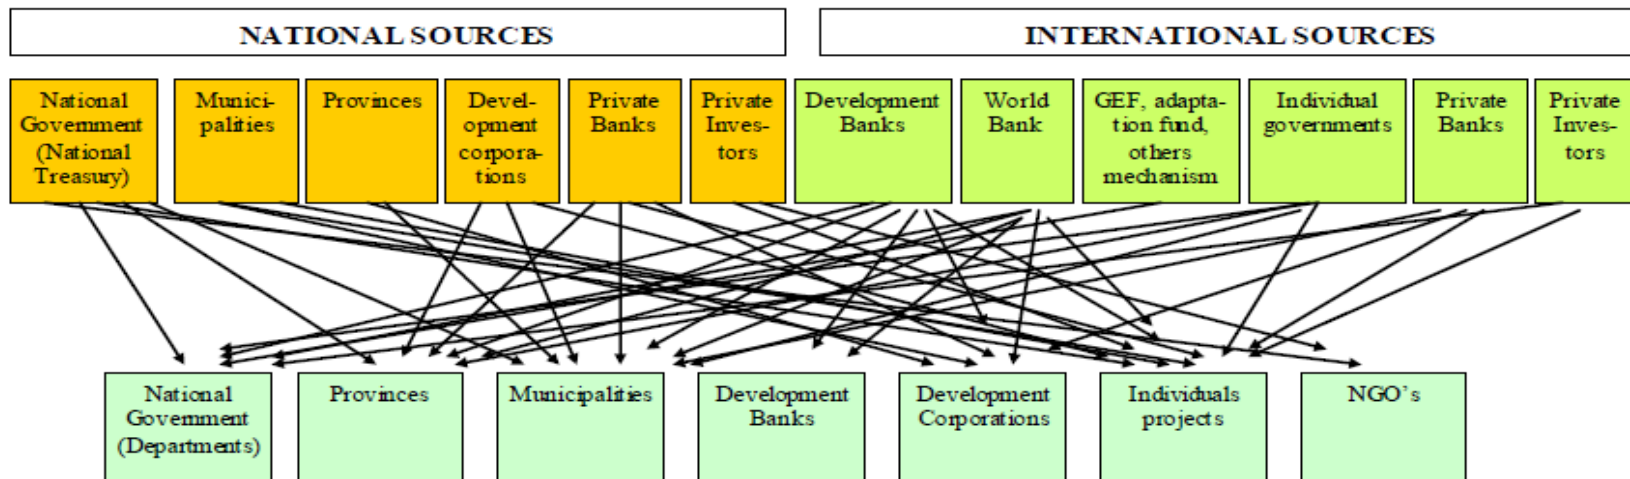 NATIONAL SOURCES
INTERNATIONAL SOURCES
National
Government
(National
Treasury)
Munici-
palities
Provinces
Devel-
opment
corpora-
tions
Private
Banks
Private
Inves-
tors
Development
Banks
World
Bank
GEF, adapta-
tion fund,
others
mechanism
Individual
governments
Private
Banks
Private
Inves-
tors
National
Government
(Departments)
Provinces
Municipalities
Development
Banks
Development
Corporations
Individuals
projects
NGO's